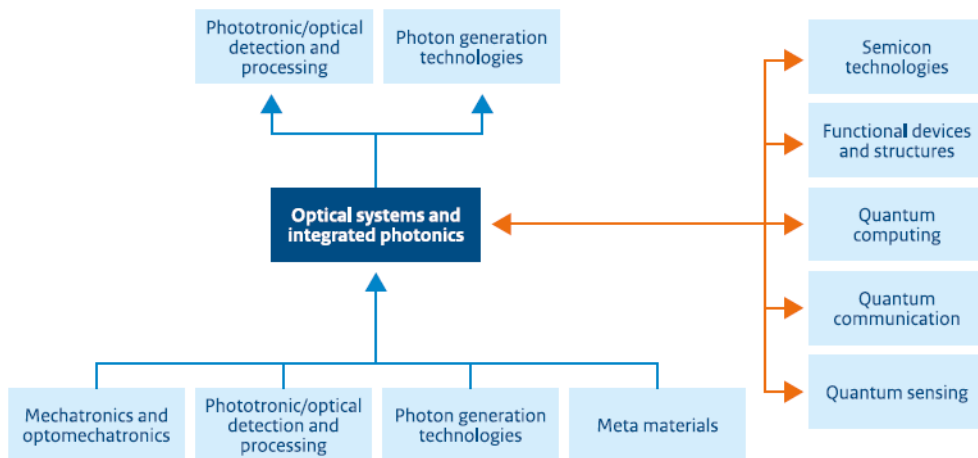 Phototronic/optical
detection and
processing
Photon generation
technologies
Semicon
technologies
Functional devices
and structures
Optical systems and
integrated photonics
Quantum
computing
Quantum
communication
Quantum sensing
Mechatronics and
optomechatronics
Phototronic/optical
detection and
processing
Photon generation
technologies
Meta materials